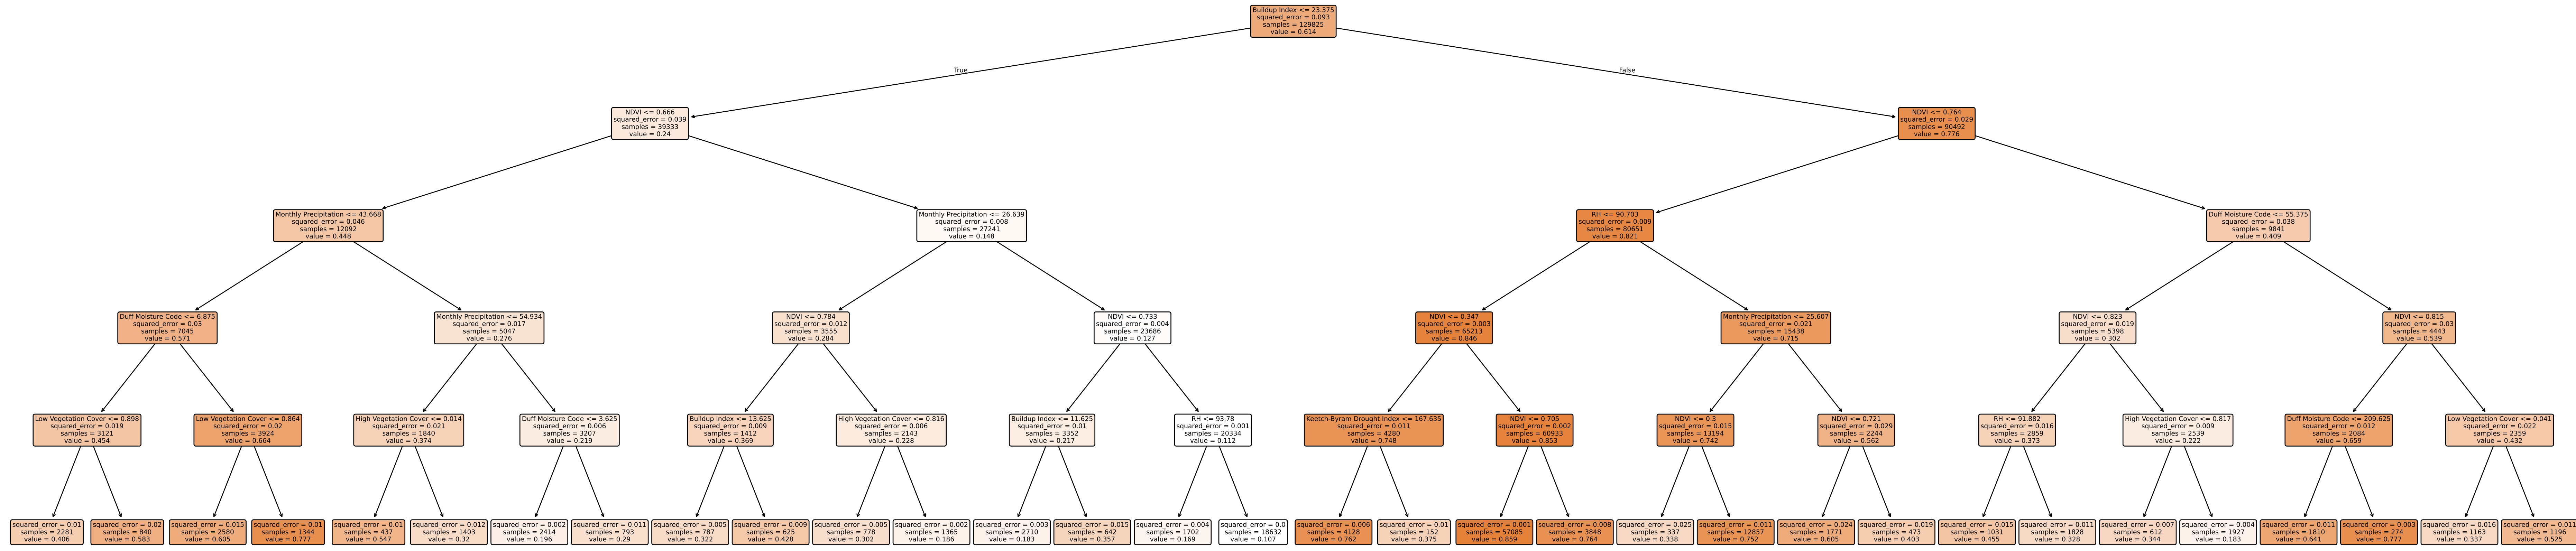 Buildup Index <= 23.375
squared_error = 0.093
samples = 129825
value = 0.614
True
False
NDVI <= 0.666
squared_error = 0.039
samples = 39333
value = 0.24
NDVI <= 0.764
squared_error = 0.029
samples = 90492
value = 0.776
Monthly Precipitation <= 43.668
squared_error = 0.046
samples = 12092
value = 0.448
Monthly Precipitation <= 26.639
squared_error = 0.008
samples = 27241
value = 0.148
RH <= 90.703
squared_error = 0.009
samples = 80651
value = 0.821
Duff Moisture Code <= 55.375
squared_error = 0.038
samples = 9841
value = 0.409
Duff Moisture Code <= 6.875
squared_error = 0.03
samples = 7045
value = 0.571
Monthly Precipitation <= 54.934
squared_error = 0.017
samples = 5047
value = 0.276
NDVI <= 0.784
squared_error = 0.012
samples = 3555
value = 0.284
NDVI <= 0.733
squared_error = 0.004
samples = 23686
value = 0.127
NDVI <= 0.347
squared_error = 0.003
samples = 65213
value = 0.846
Monthly Precipitation <= 25.607
squared_error = 0.021
samples = 15438
value = 0.715
NDVI <= 0.823
squared_error = 0.019
samples = 5398
value = 0.302
NDVI <= 0.815
squared_error = 0.03
samples = 4443
value = 0.539
Low Vegetation Cover <= 0.898
squared_error = 0.019
samples = 3121
value = 0.454
Low Vegetation Cover <= 0.864
squared_error = 0.02
samples = 3924
value = 0.664
High Vegetation Cover <= 0.014
squared_error = 0.021
samples = 1840
value = 0.374
Duff Moisture Code <= 3.625
squared_error = 0.006
samples = 3207
value = 0.219
Buildup Index <= 13.625
squared_error = 0.009
samples = 1412
value = 0.369
High Vegetation Cover <= 0.816
squared_error = 0.006
samples = 2143
value = 0.228
Buildup Index <= 11.625
squared_error = 0.01
samples = 3352
value = 0.217
RH <= 93.78
squared_error = 0.001
samples = 20334
value = 0.112
Keetch-Byram Drought Index <= 167.635
squared_error = 0.011
samples = 4280
value = 0.748
NDVI <= 0.705
squared_error = 0.002
samples = 60933
value = 0.853
NDVI <= 0.3
squared_error = 0.015
samples = 13194
value = 0.742
NDVI <= 0.721
squared_error = 0.029
samples = 2244
value = 0.562
RH <= 91.882
squared_error = 0.016
samples = 2859
value = 0.373
High Vegetation Cover <= 0.817
squared_error = 0.009
samples = 2539
value = 0.222
Duff Moisture Code <= 209.625
squared_error = 0.012
samples = 2084
value = 0.659
Low Vegetation Cover <= 0.041
squared_error = 0.022
samples = 2359
value = 0.432
squared_error = 0.01
samples = 2281
value = 0.406
squared_error = 0.02
samples = 840
value = 0.583
squared_error = 0.015
samples = 2580
value = 0.605
squared_error = 0.01
samples = 1344
value = 0.777
squared_error = 0.01
samples = 437
value = 0.547
squared_error = 0.012
samples = 1403
value = 0.32
squared_error = 0.002
samples = 2414
value = 0.196
squared_error = 0.011
samples = 793
value = 0.29
squared_error = 0.005
samples = 787
value = 0.322
squared_error = 0.009
samples = 625
value = 0.428
squared_error = 0.005
samples = 778
value = 0.302
squared_error = 0.002
samples = 1365
value = 0.186
squared_error = 0.003
samples = 2710
value = 0.183
squared_error = 0.015
samples = 642
value = 0.357
squared_error = 0.004
samples = 1702
value = 0.169
squared_error = 0.0
samples = 18632
value = 0.107
squared_error = 0.006
samples = 4128
value = 0.762
squared_error = 0.01
samples = 152
value = 0.375
squared_error = 0.001
samples = 57085
value = 0.859
squared_error = 0.008
samples = 3848
value = 0.764
squared_error = 0.025
samples = 337
value = 0.338
squared_error = 0.011
samples = 12857
value = 0.752
squared_error = 0.024
samples = 1771
value = 0.605
squared_error = 0.019
samples = 473
value = 0.403
squared_error = 0.015
samples = 1031
value = 0.455
squared_error = 0.011
samples = 1828
value = 0.328
squared_error = 0.007
samples = 612
value = 0.344
squared_error = 0.004
samples = 1927
value = 0.183
squared_error = 0.011
samples = 1810
value = 0.641
squared_error = 0.003
samples = 274
value = 0.777
squared_error = 0.016
samples = 1163
value = 0.337
squared_error = 0.011
samples = 1196
value = 0.525